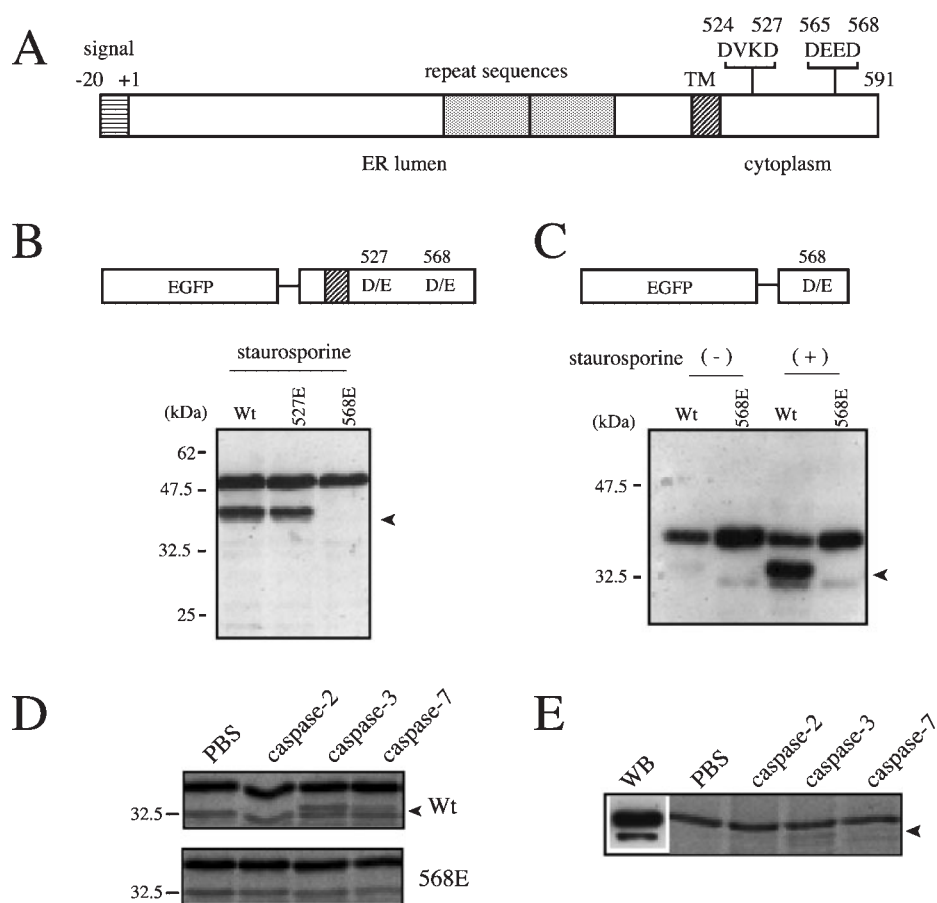 A
signal
-20 +1
repeat sequences
TM
524 527 565 568
DVKD DEED
591
ER lumen
cytoplasm
B
527 568
EGFP D/E D/E
staurosporine
(kDa) Wt 527E 568E
62
47.5
32.5
25
C
568
EGFP D/E
staurosporine (-) (+)
(kDa) Wt 568E Wt 568E
47.5
32.5
D
PBS caspase-2 caspase-3 caspase-7
32.5 Wt
32.5 568E
E
WB PBS caspase-2 caspase-3 caspase-7